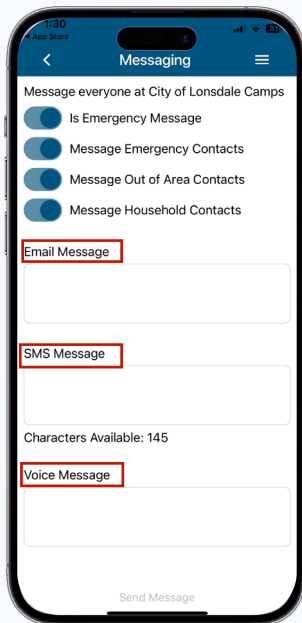 1:30
◀ App Store
81
Messaging
Message everyone at City of Lonsdale Camps
Is Emergency Message
Message Emergency Contacts
Message Out of Area Contacts
Message Household Contacts
Email Message
SMS Message
Characters Available: 145
Voice Message
Send Message